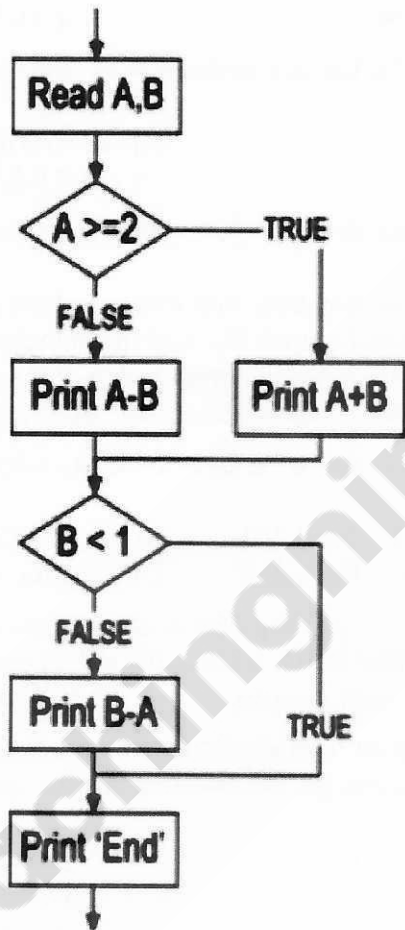 Read A,B
A >=2
TRUE
FALSE
Print A-B
Print A+B
B < 1
FALSE
Print B-A
TRUE
Print 'End'